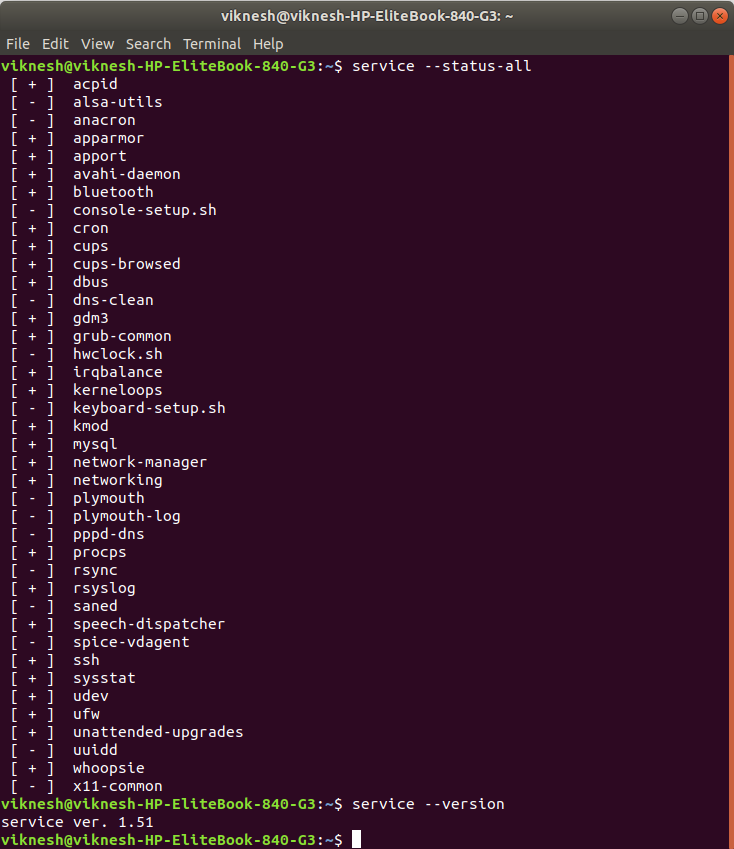 viknesh@viknesh-HP-EliteBook-840-G3: ~
File Edit View Search Terminal Help
viknesh@viknesh-HP-EliteBook-840-G3:~$ service --status-all
[ + ]  acpid
[ - ]  alsa-utils
[ - ]  anacron
[ + ]  apparmor
[ + ]  apport
[ + ]  avahi-daemon
[ + ]  bluetooth
[ - ]  console-setup.sh
[ + ]  cron
[ + ]  cups
[ + ]  cups-browsed
[ + ]  dbus
[ - ]  dns-clean
[ + ]  gdm3
[ + ]  grub-common
[ - ]  hwclock.sh
[ + ]  irqbalance
[ + ]  kerneloops
[ - ]  keyboard-setup.sh
[ + ]  kmod
[ + ]  mysql
[ + ]  network-manager
[ + ]  networking
[ - ]  plymouth
[ - ]  plymouth-log
[ - ]  pppd-dns
[ + ]  procps
[ - ]  rsync
[ + ]  rsyslog
[ - ]  saned
[ + ]  speech-dispatcher
[ - ]  spice-vdagent
[ + ]  ssh
[ + ]  sysstat
[ + ]  udev
[ + ]  ufw
[ + ]  unattended-upgrades
[ - ]  uuidd
[ + ]  whoopsie
[ - ]  x11-common
viknesh@viknesh-HP-EliteBook-840-G3:~$ service --version
service ver. 1.51
viknesh@viknesh-HP-EliteBook-840-G3:~$